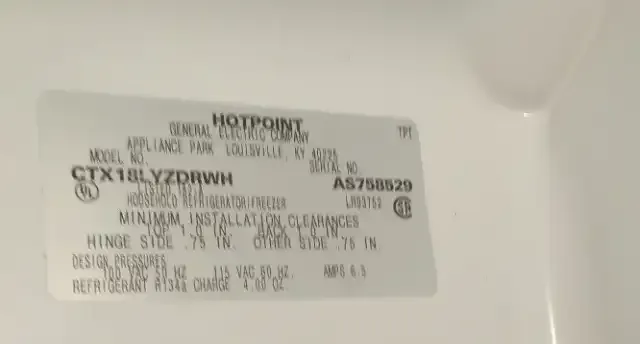 HOTPOINT
GENERAL ELECTRIC COMPANY TPI
APPLIANCE PARK LOUISVILLE, KY 40225
MODEL NO. SERIAL NO.
CTX18LYZDRWH AS758529
UL LISTED LR93752
HOUSEHOLD REFRIGERATOR/FREEZER
MINIMUM INSTALLATION CLEARANCES
TOP 1.0 IN. BACK 1.0 IN
HINGE SIDE .75 IN. OTHER SIDE .75 IN
DESIGN PRESSURES
115 VAC 60 HZ. AMPS 6.5
REFRIGERANT R134a CHARGE 4.00 OZ.